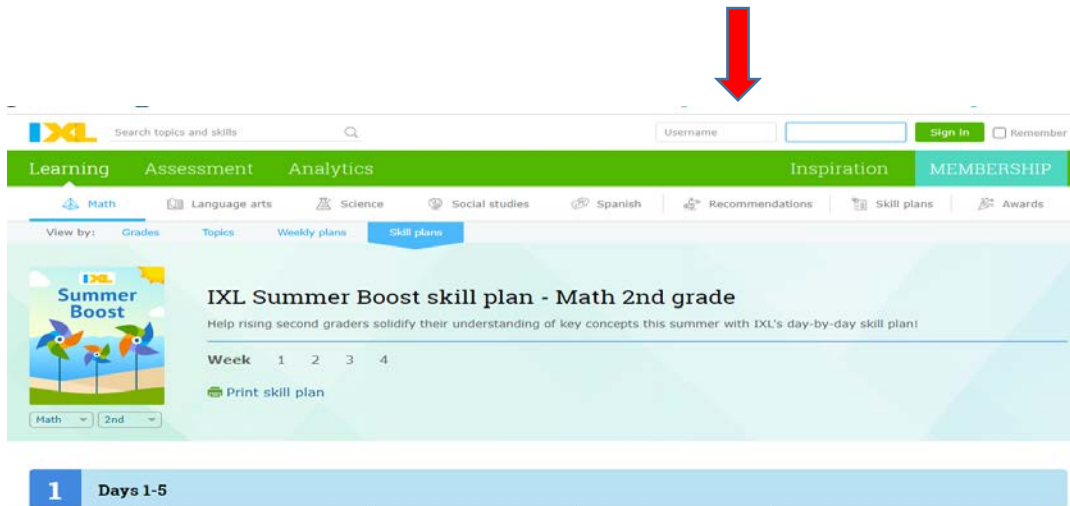 IXL Search topics and skills Username Sign in Remember
Learning Assessment Analytics Inspiration MEMBERSHIP
Math Language arts Science Social studies Spanish Recommendations Skill plans Awards
View by: Grades Topics Weekly plans Skill plans
IXL
Summer
Boost
IXL Summer Boost skill plan - Math 2nd grade
Help rising second graders solidify their understanding of key concepts this summer with IXL's day-by-day skill plan!
Week 1 2 3 4
Print skill plan
Math 2nd
1 Days 1-5